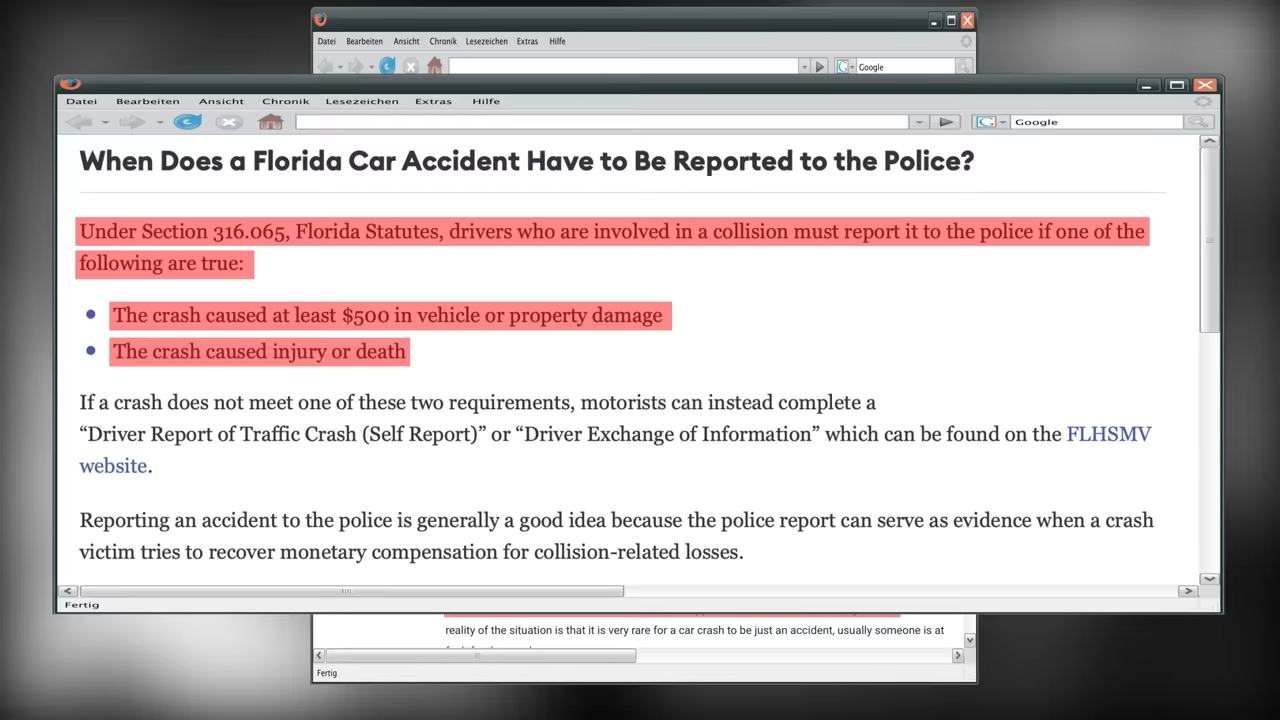 Datei Bearbeiten Ansicht Chronik Lesezeichen Extras Hilfe
Google
Datei Bearbeiten Ansicht Chronik Lesezeichen Extras Hilfe
Google
When Does a Florida Car Accident Have to Be Reported to the Police?
Under Section 316.065, Florida Statutes, drivers who are involved in a collision must report it to the police if one of the
following are true:
The crash caused at least $500 in vehicle or property damage
The crash caused injury or death
If a crash does not meet one of these two requirements, motorists can instead complete a
“Driver Report of Traffic Crash (Self Report)” or “Driver Exchange of Information” which can be found on the FLHSMV
website.
Reporting an accident to the police is generally a good idea because the police report can serve as evidence when a crash
victim tries to recover monetary compensation for collision-related losses.
Fertig
reality of the situation is that it is very rare for a car crash to be just an accident, usually someone is at
Fertig